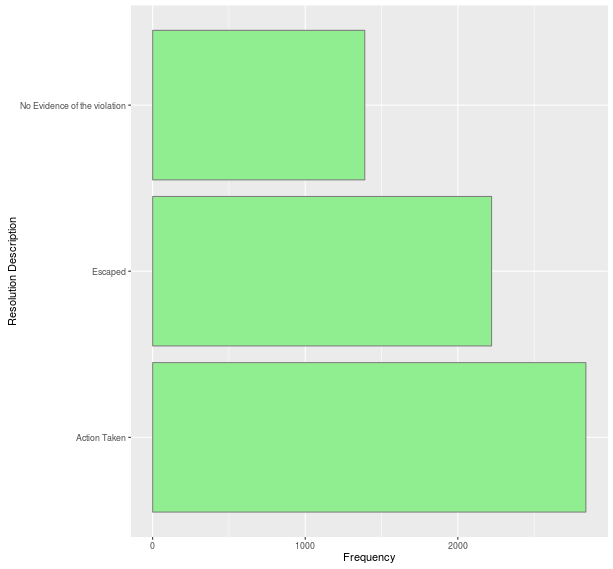 No Evidence of the violation
Escaped
Action Taken
Resolution Description
0 1000 2000
Frequency